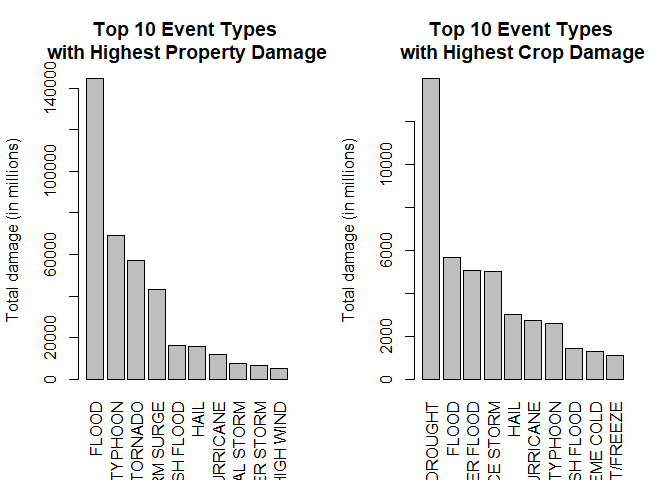 Top 10 Event Types
with Highest Property Damage
Total damage (in millions)
0
20000
60000
100000
140000
FLOOD
TYPHOON
TORNADO
RM SURGE
SH FLOOD
HAIL
URRICANE
AL STORM
ER STORM
HIGH WIND
Top 10 Event Types
with Highest Crop Damage
Total damage (in millions)
0
2000
6000
10000
DROUGHT
FLOOD
ER FLOOD
CE STORM
HAIL
URRICANE
TYPHOON
SH FLOOD
EME COLD
T/FREEZE